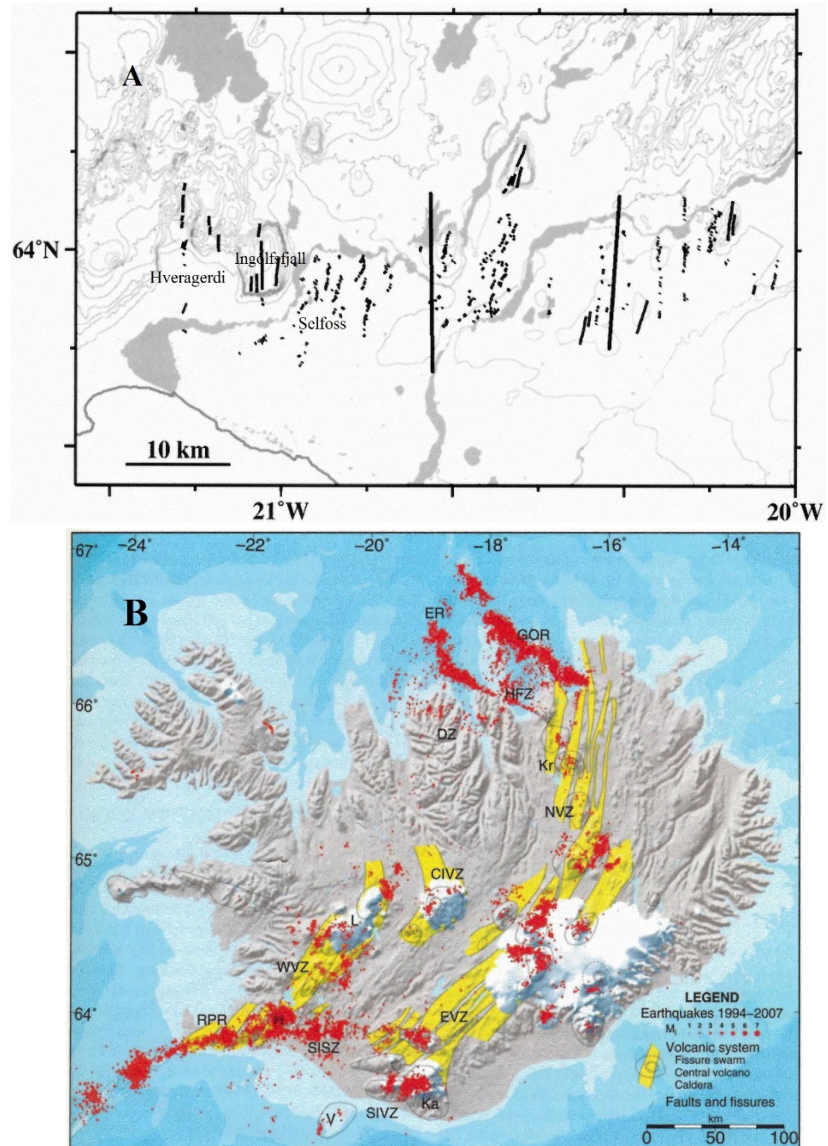 A
64°N
Ingolfsfjall
Hveragerdi
Selfoss
10 km
21°W
20°W
67°
−24°
−22°
−20°
−18°
−16°
−14°
B
ER
GOR
66°
HFZ
DZ
Kr
NVZ
65°
CIVZ
L
WVZ
64°
RPR
H
EVZ
SISZ
LEGEND
Earthquakes 1994–2007
M 1 2 3 4 5 6 7
Volcanic system
Fissure swarm
Central volcano
Caldera
Ka
SIVZ
V
Faults and fissures
km
0 50 100